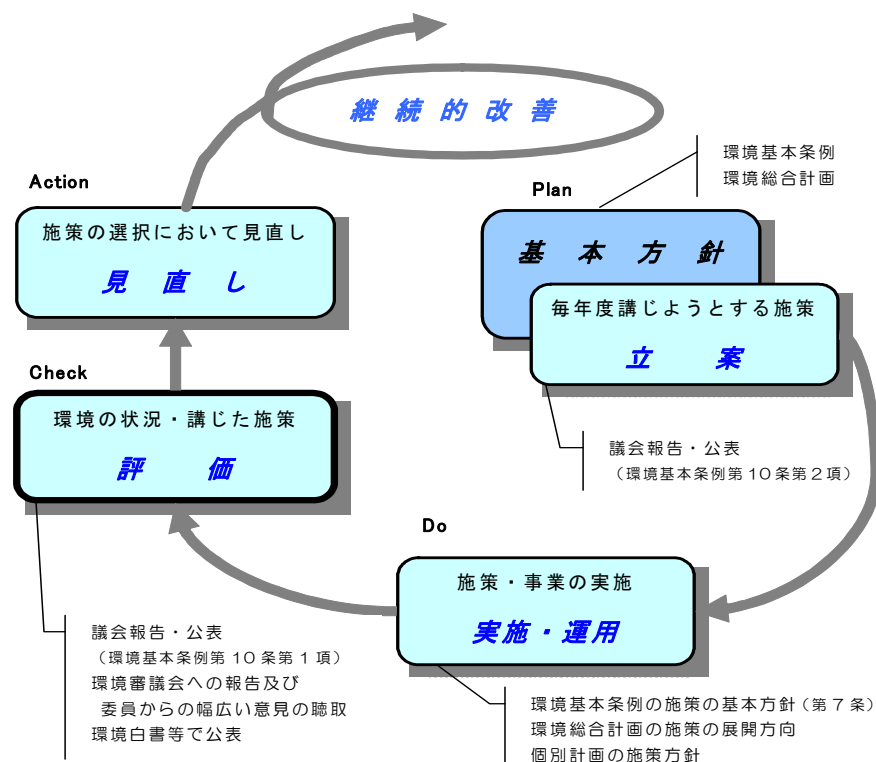 継続的改善
Action
施策の選択において見直し
見直し
Plan
環境基本条例
環境総合計画
基本方針
毎年度講じようとする施策
立案
議会報告・公表
（環境基本条例第１０条第２項）
Do
施策・事業の実施
実施・運用
環境基本条例の施策の基本方針（第７条）
環境総合計画の施策の展開方向
個別計画の施策方針
Check
環境の状況・講じた施策
評価
議会報告・公表
（環境基本条例第 10 条第 1 項）
環境審議会への報告及び
委員からの幅広い意見の聴取
環境白書等で公表